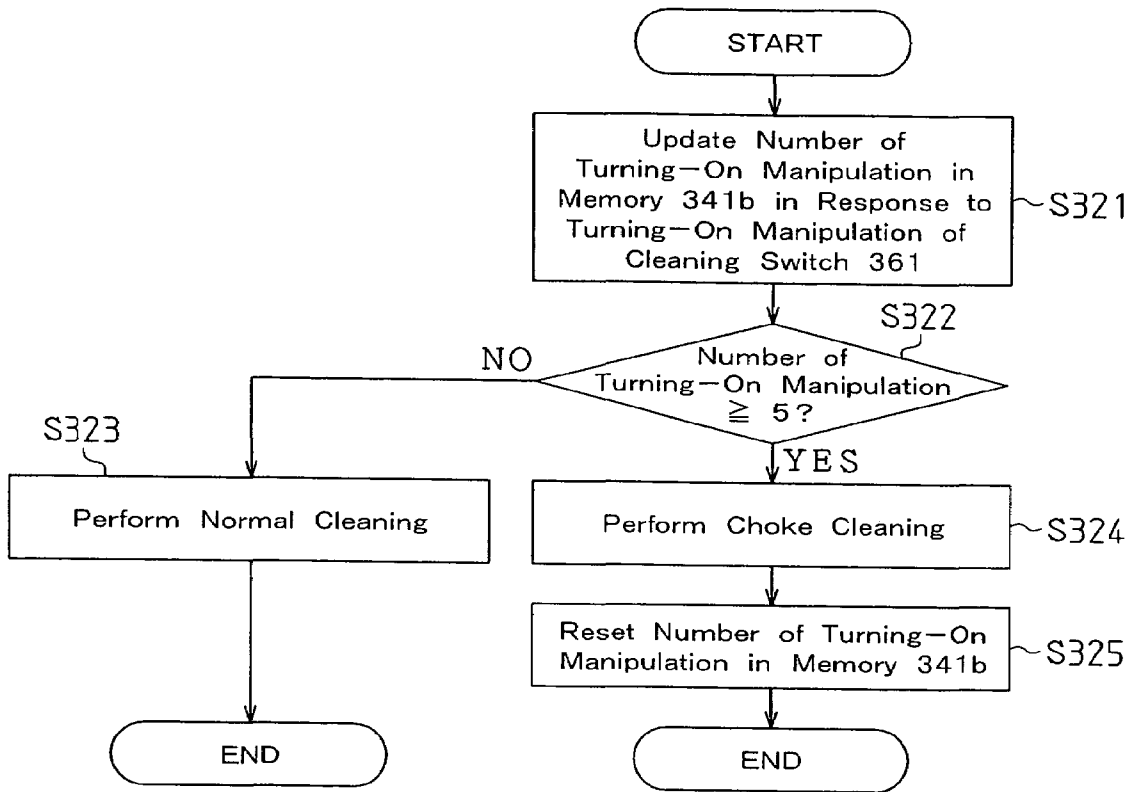 START
Update Number of
Turning-On Manipulation in
Memory 341b in Response to
Turning-On Manipulation of
Cleaning Switch 361
S321
S322
Number of
Turning-On Manipulation
≧ 5?
NO
YES
S323
Perform Normal Cleaning
Perform Choke Cleaning
S324
Reset Number of Turning-On
Manipulation in Memory 341b
S325
END
END